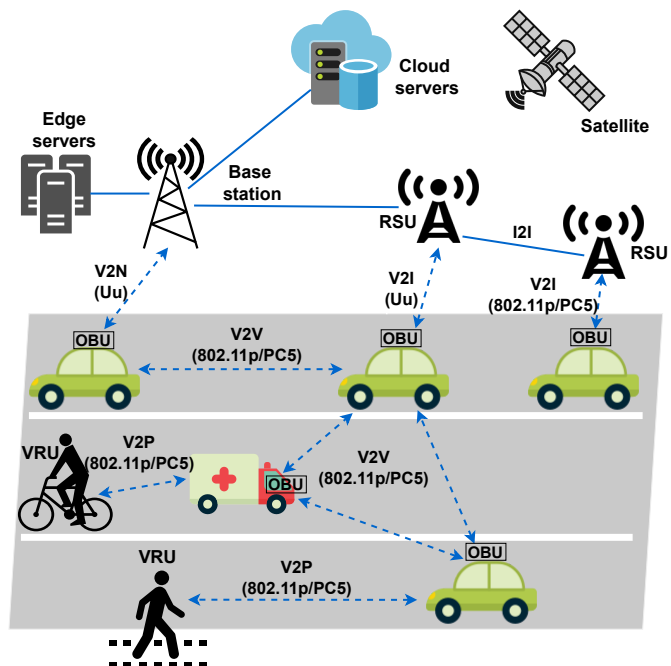 Cloud
servers
Satellite
Edge
servers
Base
station
RSU
I2I
RSU
V2N
(Uu)
V2I
(Uu)
V2I
(802.11p/PC5)
OBU
V2V
(802.11p/PC5)
OBU
OBU
VRU
V2P
(802.11p/PC5)
OBU
V2V
(802.11p/PC5)
OBU
VRU
V2P
(802.11p/PC5)